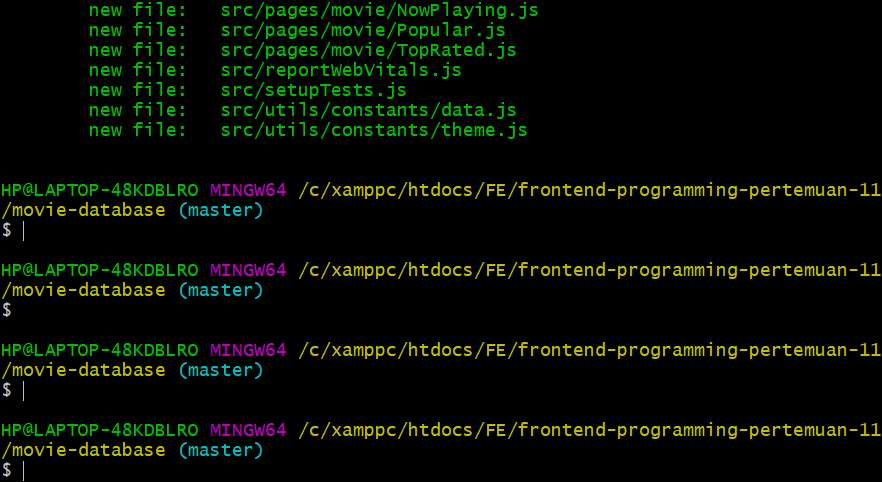 new file:   src/pages/movie/NowPlaying.js
new file:   src/pages/movie/Popular.js
new file:   src/pages/movie/TopRated.js
new file:   src/reportWebVitals.js
new file:   src/setupTests.js
new file:   src/utils/constants/data.js
new file:   src/utils/constants/theme.js
HP@LAPTOP-48KDBLRO MINGW64 /c/xamppc/htdocs/FE/frontend-programming-pertemuan-11
/movie-database (master)
$
HP@LAPTOP-48KDBLRO MINGW64 /c/xamppc/htdocs/FE/frontend-programming-pertemuan-11
/movie-database (master)
$
HP@LAPTOP-48KDBLRO MINGW64 /c/xamppc/htdocs/FE/frontend-programming-pertemuan-11
/movie-database (master)
$
HP@LAPTOP-48KDBLRO MINGW64 /c/xamppc/htdocs/FE/frontend-programming-pertemuan-11
/movie-database (master)
$